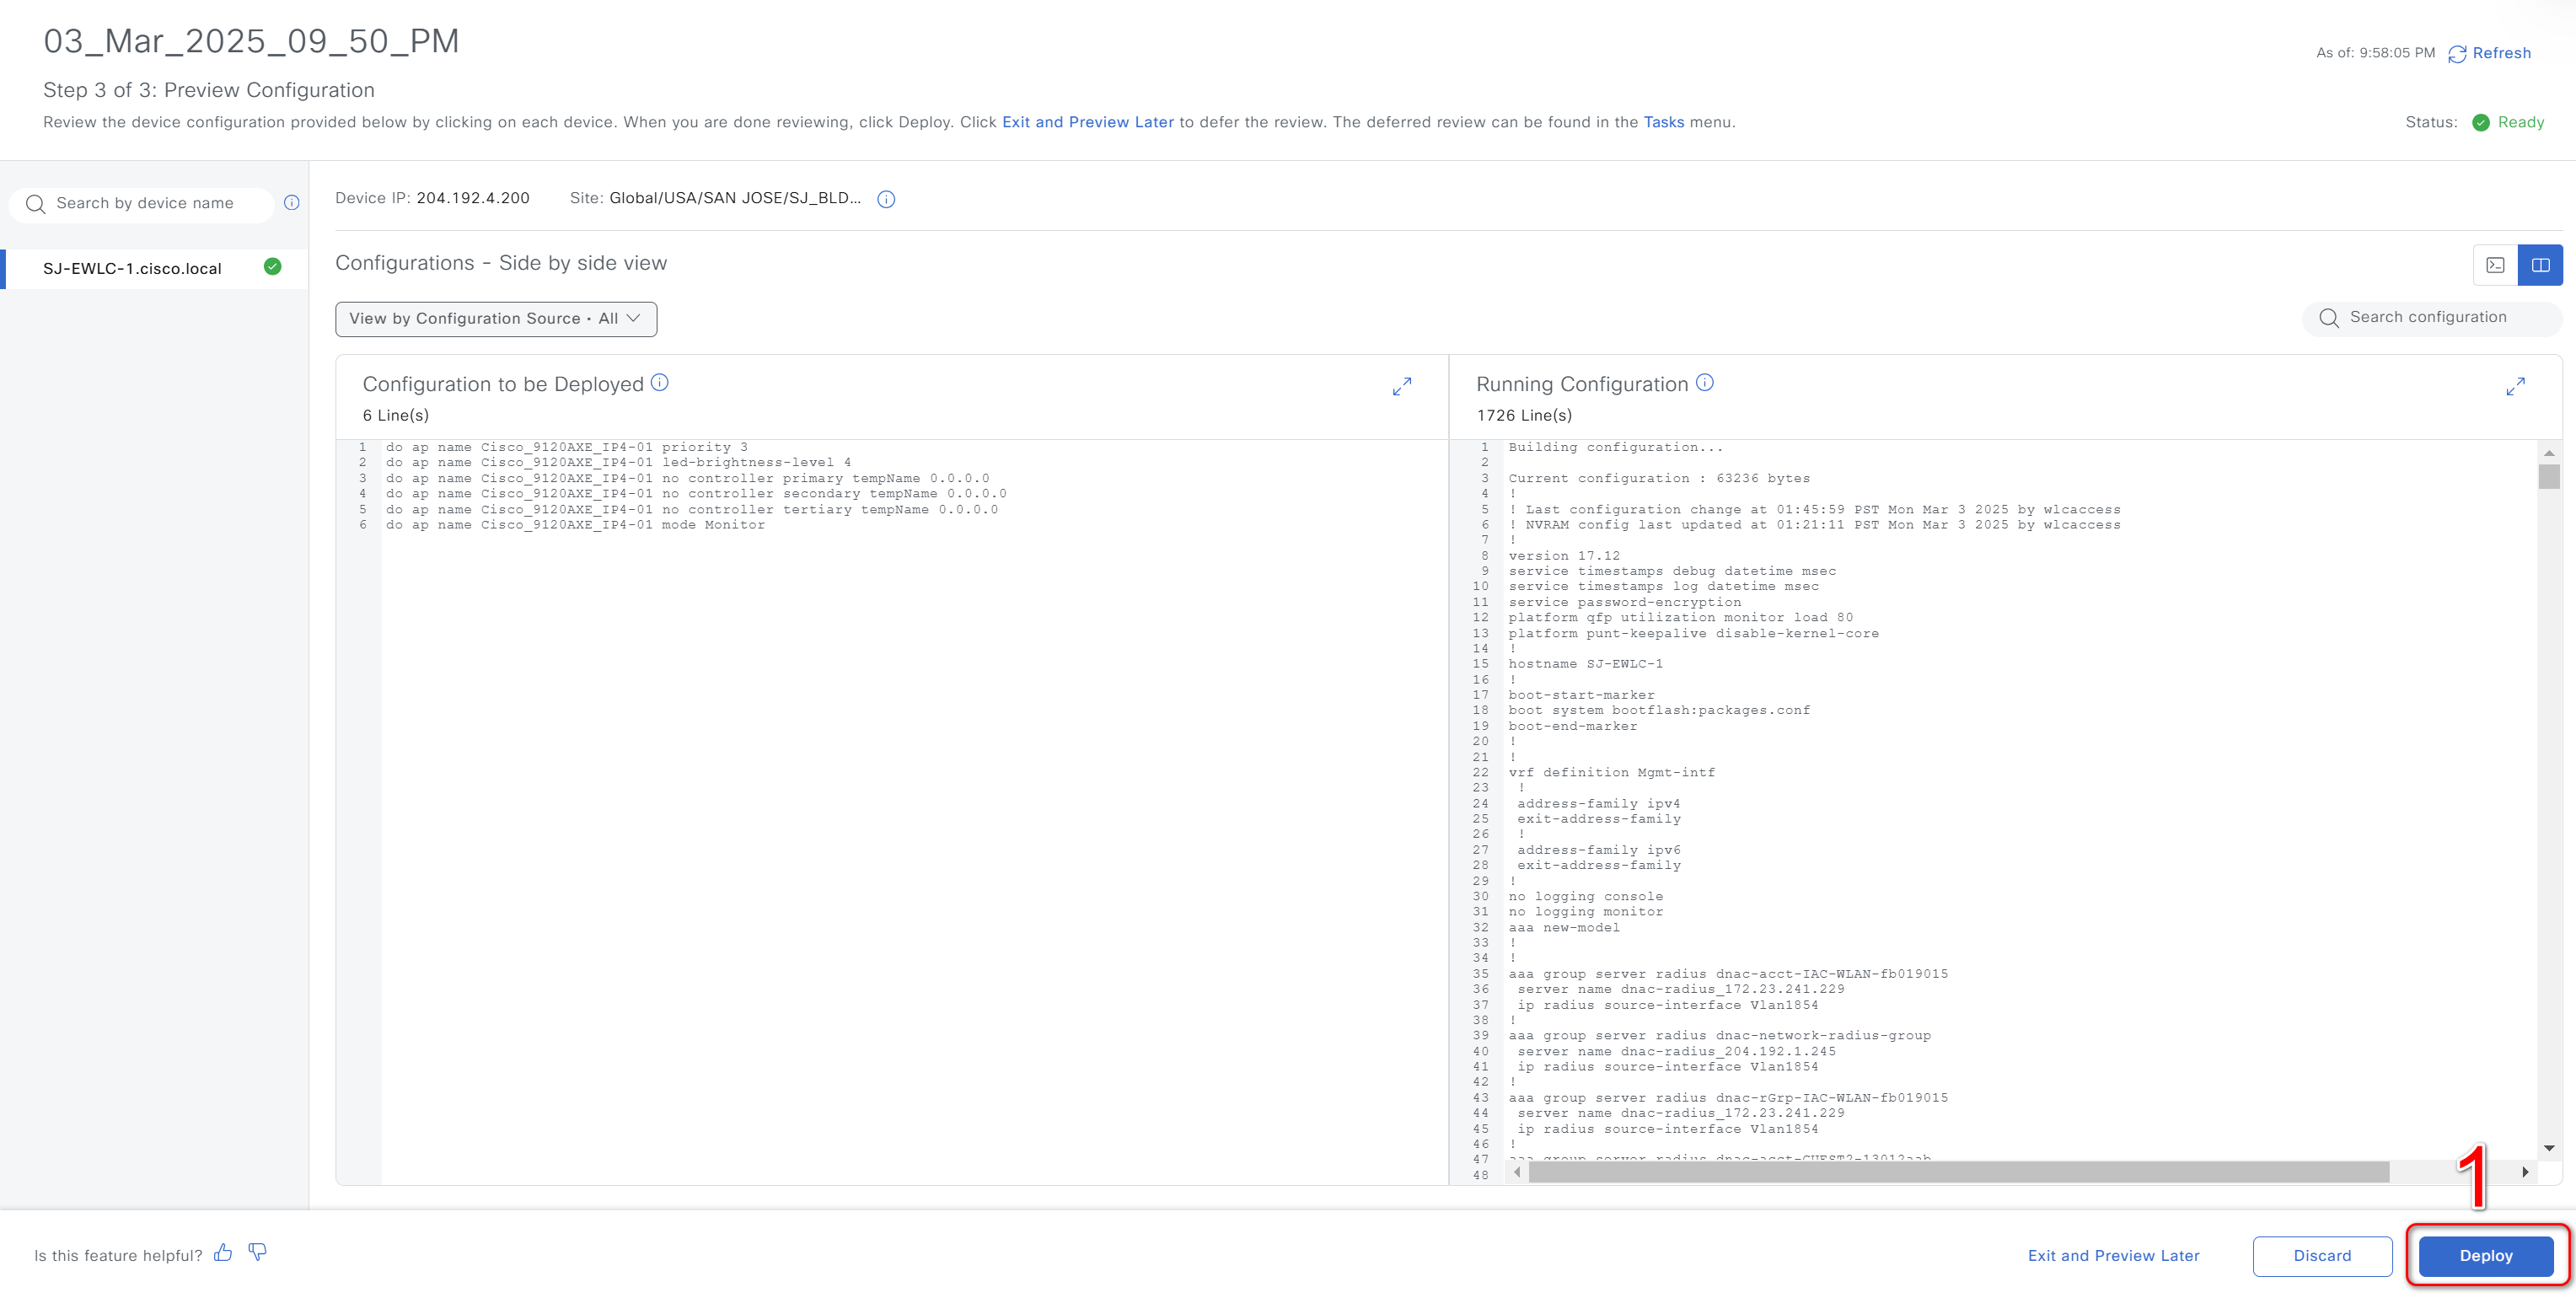 03_Mar_2025_09_50_PM
As of: 9:58:05 PM Refresh
Step 3 of 3: Preview Configuration
Review the device configuration provided below by clicking on each device. When you are done reviewing, click Deploy. Click Exit and Preview Later to defer the review. The deferred review can be found in the Tasks menu.
Status: Ready
Search by device name
SJ-EWLC-1.cisco.local
Device IP: 204.192.4.200 Site: Global/USA/SAN JOSE/SJ_BLD...
Configurations - Side by side view
View by Configuration Source • All
Search configuration
Configuration to be Deployed
6 Line(s)
1 do ap name Cisco_9120AXE_IP4-01 priority 3
2 do ap name Cisco_9120AXE_IP4-01 led-brightness-level 4
3 do ap name Cisco_9120AXE_IP4-01 no controller primary tempName 0.0.0.0
4 do ap name Cisco_9120AXE_IP4-01 no controller secondary tempName 0.0.0.0
5 do ap name Cisco_9120AXE_IP4-01 no controller tertiary tempName 0.0.0.0
6 do ap name Cisco_9120AXE_IP4-01 mode Monitor
Running Configuration
1726 Line(s)
1 Building configuration...
2
3 Current configuration : 63236 bytes
4 !
5 ! Last configuration change at 01:45:59 PST Mon Mar 3 2025 by wlcaccess
6 ! NVRAM config last updated at 01:21:11 PST Mon Mar 3 2025 by wlcaccess
7 !
8 version 17.12
9 service timestamps debug datetime msec
10 service timestamps log datetime msec
11 service password-encryption
12 platform qfp utilization monitor load 80
13 platform punt-keepalive disable-kernel-core
14 !
15 hostname SJ-EWLC-1
16 !
17 boot-start-marker
18 boot system bootflash:packages.conf
19 boot-end-marker
20 !
21 !
22 vrf definition Mgmt-intf
23 !
24 address-family ipv4
25 exit-address-family
26 !
27 address-family ipv6
28 exit-address-family
29 !
30 no logging console
31 no logging monitor
32 aaa new-model
33 !
34 !
35 aaa group server radius dnac-acct-IAC-WLAN-fb019015
36 server name dnac-radius_172.23.241.229
37 ip radius source-interface Vlan1854
38 !
39 aaa group server radius dnac-network-radius-group
40 server name dnac-radius_204.192.1.245
41 ip radius source-interface Vlan1854
42 !
43 aaa group server radius dnac-rGrp-IAC-WLAN-fb019015
44 server name dnac-radius_172.23.241.229
45 ip radius source-interface Vlan1854
46 !
47 aaa group server radius
48
1
Is this feature helpful?
Exit and Preview Later
Discard
Deploy